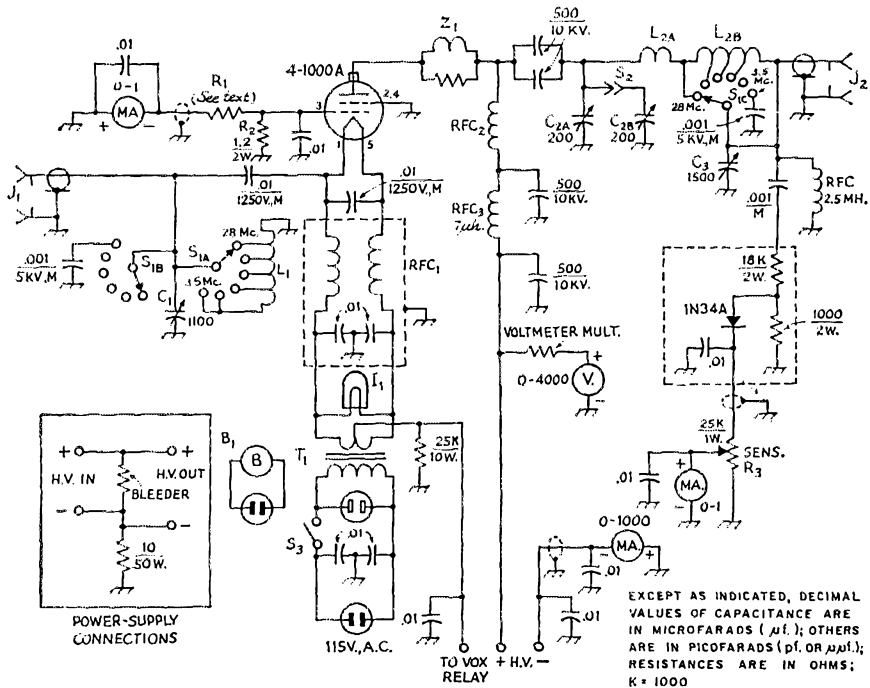 .01
0-1
MA
+
-
R1
(See text)
R2
1.2
2W.
.01
4-1000A
2,4
3
1
5
Z1
500
10 KV.
L2A
L2B
S2
C2A
200
C2B
200
28 Mc.
3.5 Mc.
S1C
.001
5KV,M
J2
C3
1500
RFC2
RFC3
7µh.
500
10KV.
500
10KV.
.001
M
RFC
2.5 MH.
J1
.01
1250V.,M
.01
1250V.,M
.001
5KV,M
S1B
S1A
28 Mc.
3.5 Mc.
L1
C1
1100
RFC1
.01
18K
2W.
1N34A
1000
2W.
.01
VOLTMETER MULT.
+
0-4000
V.
-
I1
T1
25K
10W.
25K
1W.
SENS.
R3
.01
+
MA.
-
0-1
+
+
H.V. IN
H.V. OUT
BLEEDER
-
-
10
50W.
POWER-SUPPLY
CONNECTIONS
B1
B
S3
.01
115V., A.C.
.01
0-1000
-
MA.
+
.01
.01
TO VOX
RELAY
+ H.V. -
EXCEPT AS INDICATED, DECIMAL
VALUES OF CAPACITANCE ARE
IN MICROFARADS ( µf. ); OTHERS
ARE IN PICOFARADS ( pf. OR µµf.);
RESISTANCES ARE IN OHMS;
K = 1000